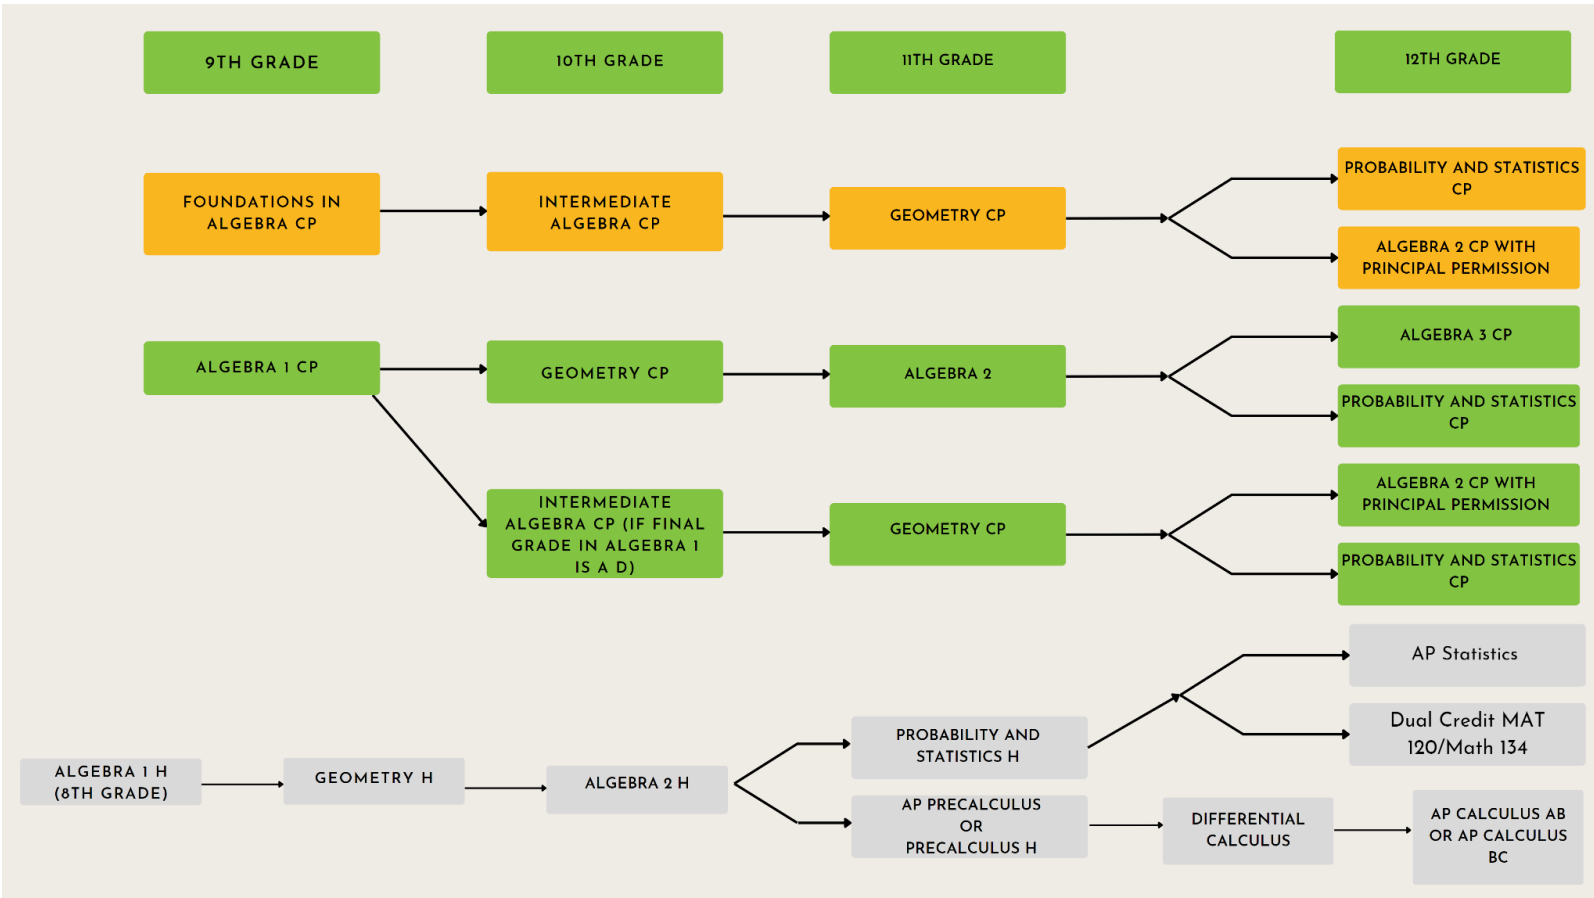 9TH GRADE
10TH GRADE
11TH GRADE
12TH GRADE
FOUNDATIONS IN
ALGEBRA CP
INTERMEDIATE
ALGEBRA CP
GEOMETRY CP
PROBABILITY AND STATISTICS
CP
ALGEBRA 2 CP WITH
PRINCIPAL PERMISSION
ALGEBRA 1 CP
GEOMETRY CP
ALGEBRA 2
ALGEBRA 3 CP
PROBABILITY AND STATISTICS
CP
INTERMEDIATE
ALGEBRA CP (IF FINAL
GRADE IN ALGEBRA 1
IS A D)
GEOMETRY CP
ALGEBRA 2 CP WITH
PRINCIPAL PERMISSION
PROBABILITY AND STATISTICS
CP
ALGEBRA 1 H
(8TH GRADE)
GEOMETRY H
ALGEBRA 2 H
PROBABILITY AND
STATISTICS H
AP Statistics
Dual Credit MAT
120/Math 134
AP PRECALCULUS
OR
PRECALCULUS H
DIFFERENTIAL
CALCULUS
AP CALCULUS AB
OR AP CALCULUS
BC